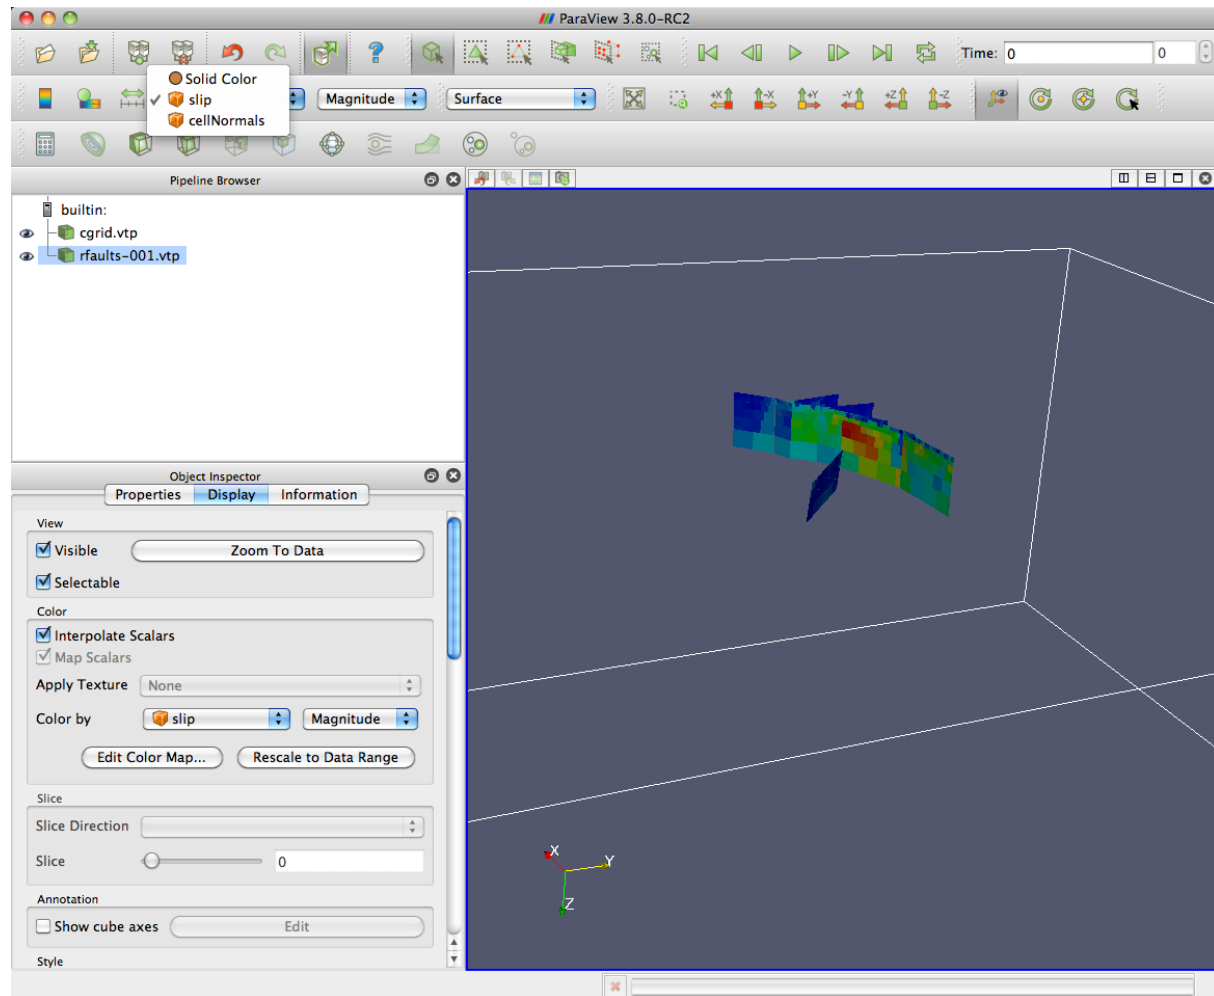 ParaView 3.8.0-RC2
Time: 0 0
Solid Color
slip
cellNormals
Magnitude Surface
+X -X +Y -Y +Z -Z
Pipeline Browser
builtin:
cgrid.vtp
rfaults-001.vtp
Object Inspector
Properties Display Information
View
Visible Zoom To Data
Selectable
Color
Interpolate Scalars
Map Scalars
Apply Texture None
Color by slip Magnitude
Edit Color Map... Rescale to Data Range
Slice
Slice Direction
Slice 0
Annotation
Show cube axes Edit
Style
X
Y
Z